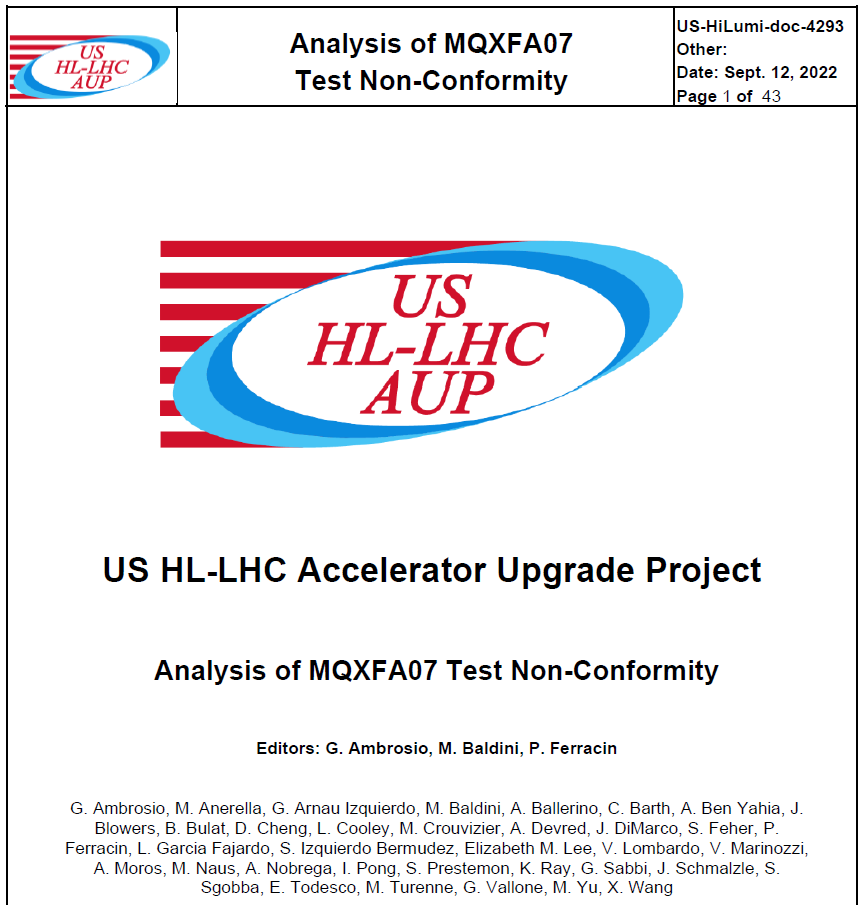 US
HL-LHC
AUP
Analysis of MQXFA07
Test Non-Conformity
US-HiLumi-doc-4293
Other:
Date: Sept. 12, 2022
Page 1 of 43
US
HL-LHC
AUP
US HL-LHC Accelerator Upgrade Project
Analysis of MQXFA07 Test Non-Conformity
Editors: G. Ambrosio, M. Baldini, P. Ferracin
G. Ambrosio, M. Anerella, G. Arnau Izquierdo, M. Baldini, A. Ballerino, C. Barth, A. Ben Yahia, J.
Blowers, B. Bulat, D. Cheng, L. Cooley, M. Crouvizier, A. Devred, J. DiMarco, S. Feher, P.
Ferracin, L. Garcia Fajardo, S. Izquierdo Bermudez, Elizabeth M. Lee, V. Lombardo, V. Marinozzi,
A. Moros, M. Naus, A. Nobrega, I. Pong, S. Prestemon, K. Ray, G. Sabbi, J. Schmalzle, S.
Sgobba, E. Todesco, M. Turenne, G. Vallone, M. Yu, X. Wang